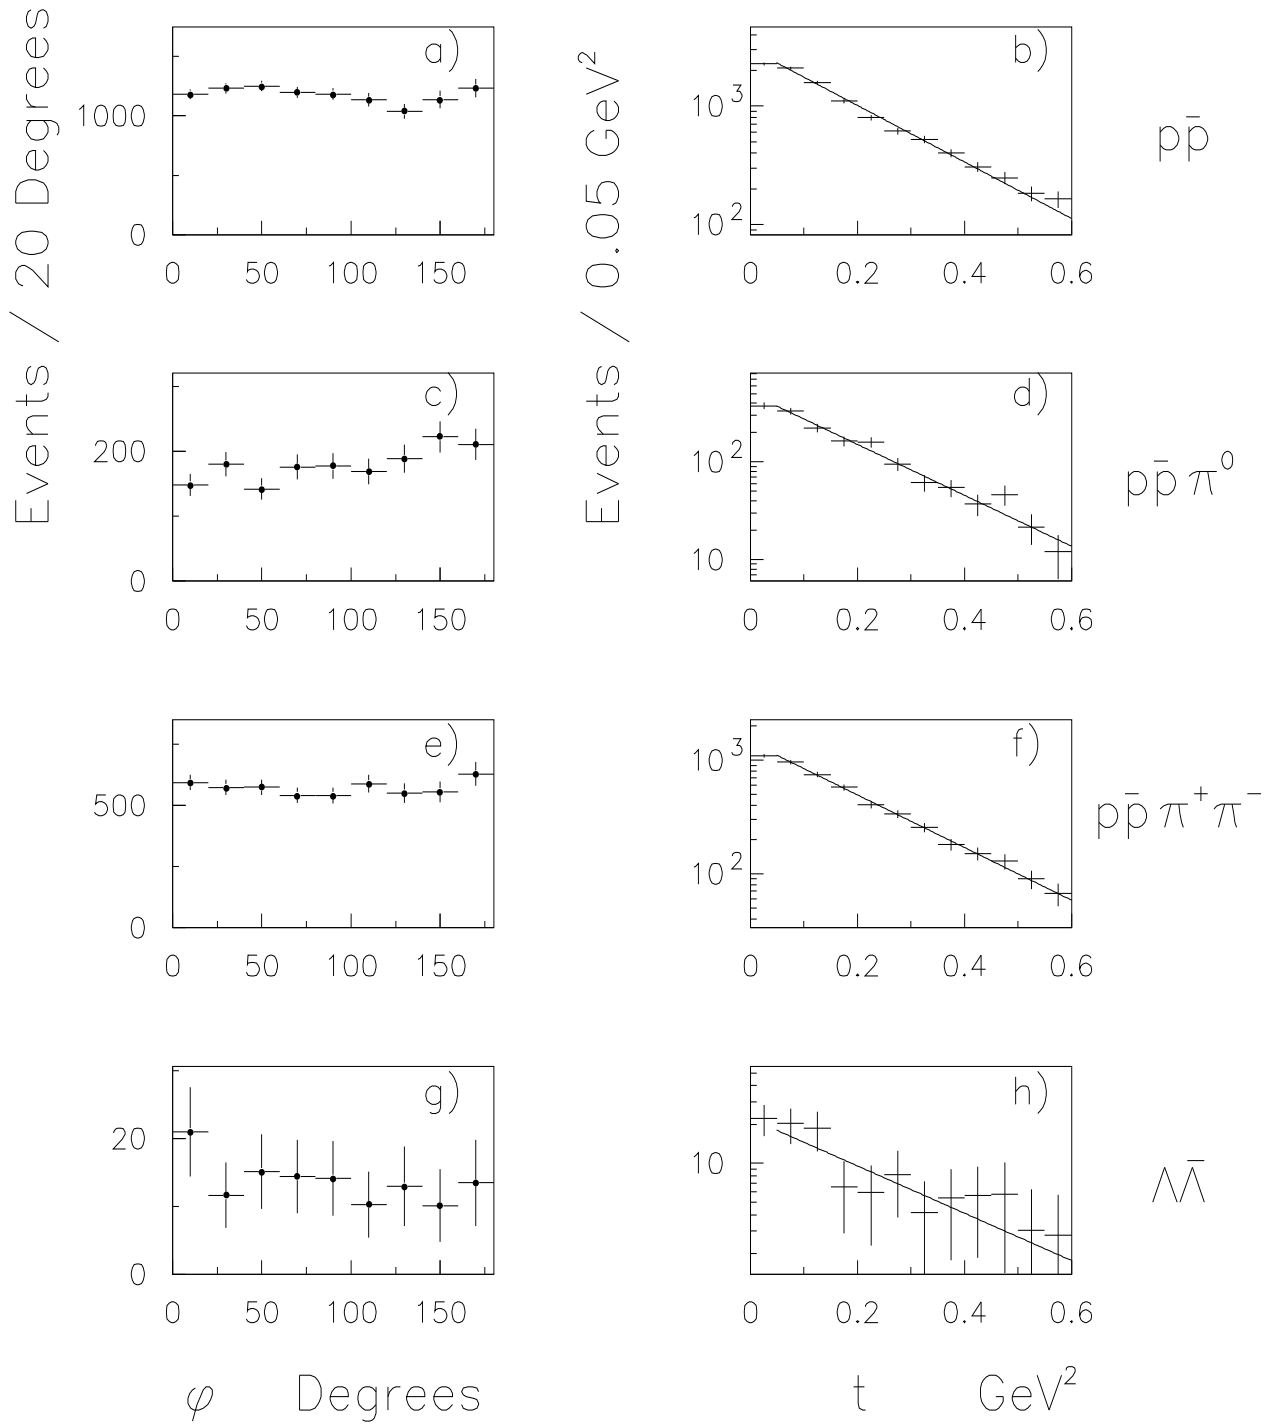 Events / 20 Degrees
Events / 0.05 GeV²
a)
1000
0
0 50 100 150
b)
10³
10²
0 0.2 0.4 0.6
pp̄
c)
200
0
0 50 100 150
d)
10²
10
0 0.2 0.4 0.6
pp̄ π⁰
e)
500
0
0 50 100 150
f)
10³
10²
0 0.2 0.4 0.6
pp̄ π⁺π⁻
g)
20
0
0 50 100 150
h)
10
0 0.2 0.4 0.6
ΛΛ̄
φ Degrees
t GeV²